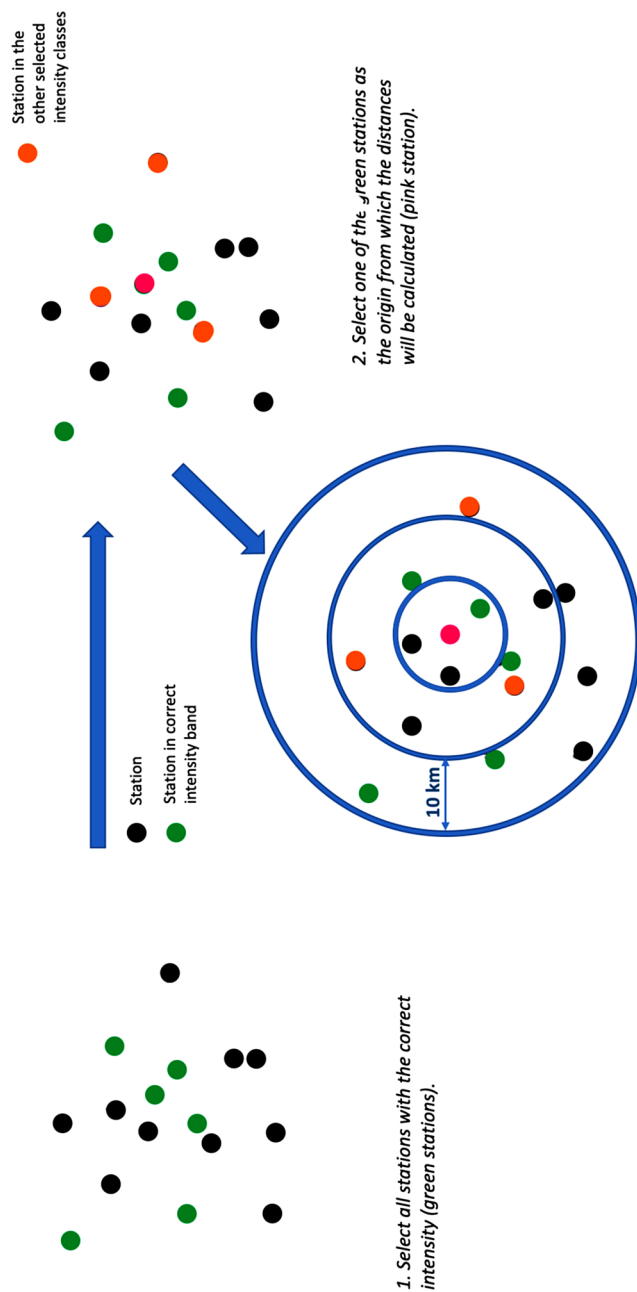 Station in the
other selected
intensity classes
Station
Station in correct
intensity band
1. Select all stations with the correct
intensity (green stations).
2. Select one of the green stations as
the origin from which the distances
will be calculated (pink station).
10 km